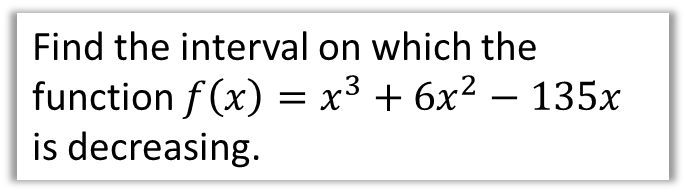 Find the interval on which the
function f(x) = x³ + 6x² − 135x
is decreasing.